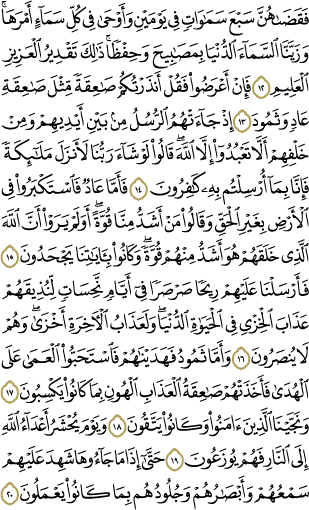 فَقَضَىٰهُنَّ سَبْعَ سَمَٰوَاتٍ فِى يَوْمَيْنِ وَأَوْحَىٰ فِى كُلِّ سَمَآءٍ أَمْرَهَا ۚ
وَزَيَّنَّا ٱلسَّمَآءَ ٱلدُّنْيَا بِمَصَٰبِيحَ وَحِفْظًا ۚ ذَٰلِكَ تَقْدِيرُ ٱلْعَزِيزِ
ٱلْعَلِيمِ ١٢ فَإِنْ أَعْرَضُوا۟ فَقُلْ أَنذَرْتُكُمْ صَٰعِقَةً مِّثْلَ صَٰعِقَةِ
عَادٍ وَثَمُودَ ١٣ إِذْ جَآءَتْهُمُ ٱلرُّسُلُ مِنۢ بَيْنِ أَيْدِيهِمْ وَمِنْ
خَلْفِهِمْ أَلَّا تَعْبُدُوٓا۟ إِلَّا ٱللَّهَ ۖ قَالُوا۟ لَوْ شَآءَ رَبُّنَا لَأَنزَلَ مَلَٰٓئِكَةً
فَإِنَّا بِمَآ أُرْسِلْتُم بِهِۦ كَٰفِرُونَ ١٤ فَأَمَّا عَادٌ فَٱسْتَكْبَرُوا۟ فِى
ٱلْأَرْضِ بِغَيْرِ ٱلْحَقِّ وَقَالُوا۟ مَنْ أَشَدُّ مِنَّا قُوَّةً ۖ أَوَلَمْ يَرَوْا۟ أَنَّ ٱللَّهَ
ٱلَّذِى خَلَقَهُمْ هُوَ أَشَدُّ مِنْهُمْ قُوَّةً ۖ وَكَانُوا۟ بِـَٔايَٰتِنَا يَجْحَدُونَ ١٥
فَأَرْسَلْنَا عَلَيْهِمْ رِيحًا صَرْصَرًا فِىٓ أَيَّامٍ نَّحِسَاتٍ لِّنُذِيقَهُمْ
عَذَابَ ٱلْخِزْىِ فِى ٱلْحَيَوٰةِ ٱلدُّنْيَا ۖ وَلَعَذَابُ ٱلْءَاخِرَةِ أَخْزَىٰ ۖ وَهُمْ
لَا يُنصَرُونَ ١٦ وَأَمَّا ثَمُودُ فَهَدَيْنَٰهُمْ فَٱسْتَحَبُّوا۟ ٱلْعَمَىٰ عَلَى
ٱلْهُدَىٰ فَأَخَذَتْهُمْ صَٰعِقَةُ ٱلْعَذَابِ ٱلْهُونِ بِمَا كَانُوا۟ يَكْسِبُونَ ١٧
وَنَجَّيْنَا ٱلَّذِينَ ءَامَنُوا۟ وَكَانُوا۟ يَتَّقُونَ ١٨ وَيَوْمَ يُحْشَرُ أَعْدَآءُ ٱللَّهِ
إِلَى ٱلنَّارِ فَهُمْ يُوزَعُونَ ١٩ حَتَّىٰٓ إِذَا مَا جَآءُوهَا شَهِدَ عَلَيْهِمْ
سَمْعُهُمْ وَأَبْصَٰرُهُمْ وَجُلُودُهُم بِمَا كَانُوا۟ يَعْمَلُونَ ٢٠